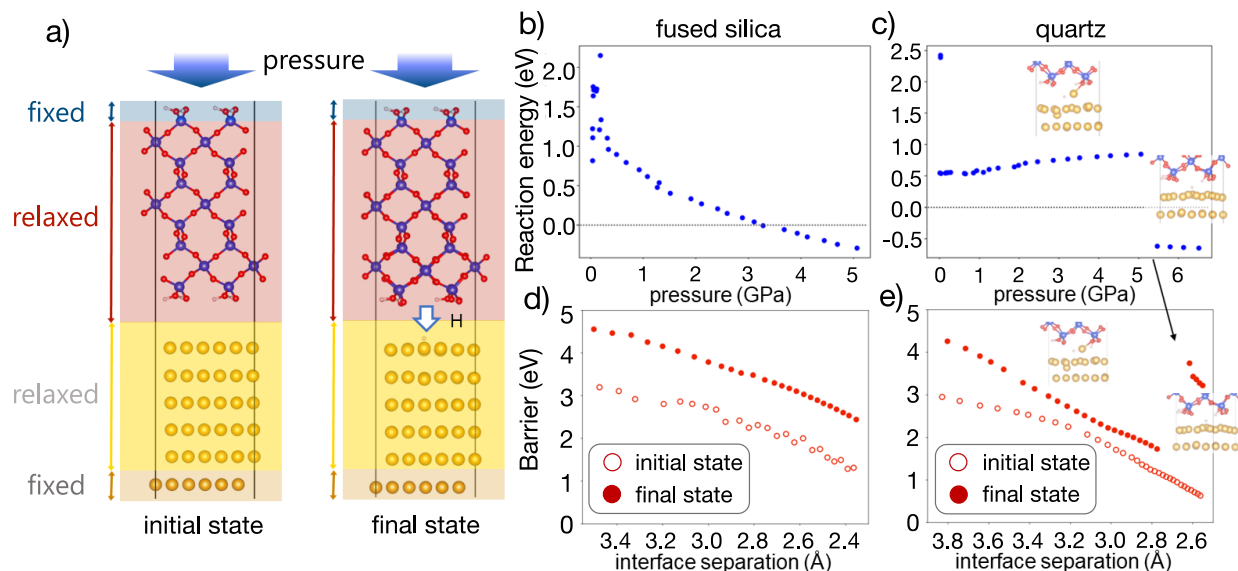 a)
pressure
fixed
relaxed
relaxed
fixed
H
initial state
final state
b)
fused silica
Reaction energy (eV)
2.0
1.5
1.0
0.5
0.0
0 1 2 3 4 5
pressure (GPa)
c)
quartz
2.5
2.0
1.5
1.0
0.5
0.0
-0.5
0 1 2 3 4 5 6
pressure (GPa)
d)
Barrier (eV)
5
4
3
2
1
0
initial state
final state
3.4 3.2 3.0 2.8 2.6 2.4
interface separation (Å)
e)
5
4
3
2
1
0
initial state
final state
3.8 3.6 3.4 3.2 3.0 2.8 2.6
interface separation (Å)